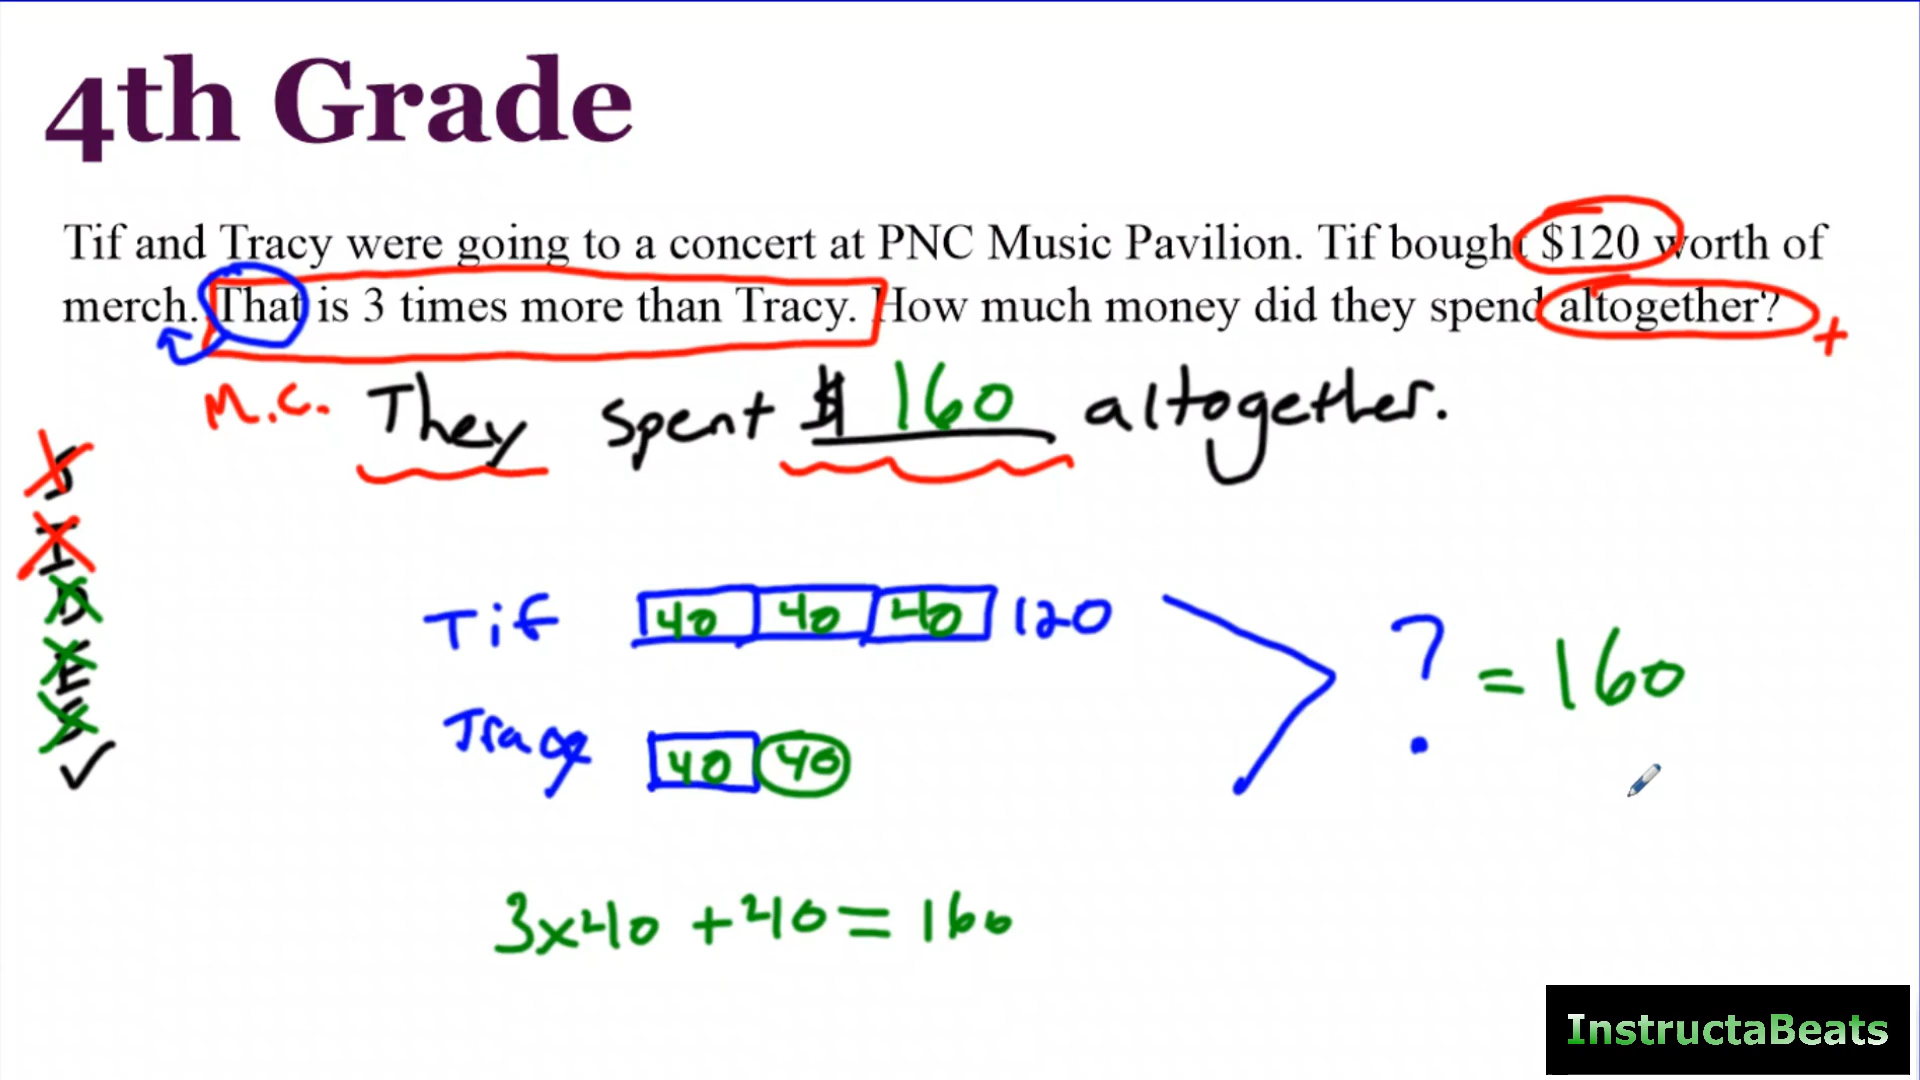 4th Grade
Tif and Tracy were going to a concert at PNC Music Pavilion. Tif bought $120 worth of
merch. That is 3 times more than Tracy. How much money did they spend altogether?
+
M.C. They spent $ 160 altogether.
J
I
D
E
S
✓
Tif 40 40 40 120
? = 160
Tracy 40 40
3x40 + 40 = 160
InstructaBeats